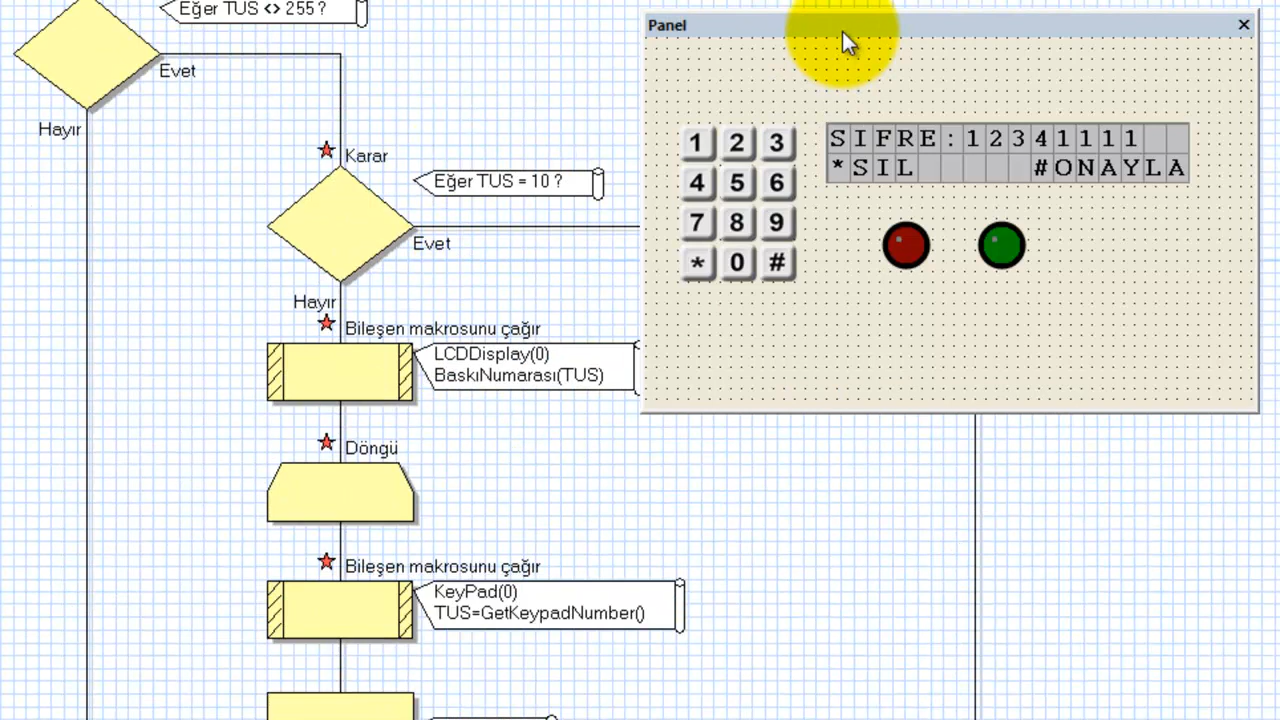 Eğer TUS <> 255 ?
Evet
Hayır
Karar
Eğer TUS = 10 ?
Evet
Hayır
Bileşen makrosunu çağır
LCDDisplay(0)
BaskıNumarası(TUS)
Döngü
Bileşen makrosunu çağır
KeyPad(0)
TUS=GetKeypadNumber()
Panel
1 2 3
4 5 6
7 8 9
* 0 #
SIFRE:12341111
*SIL #ONAYLA